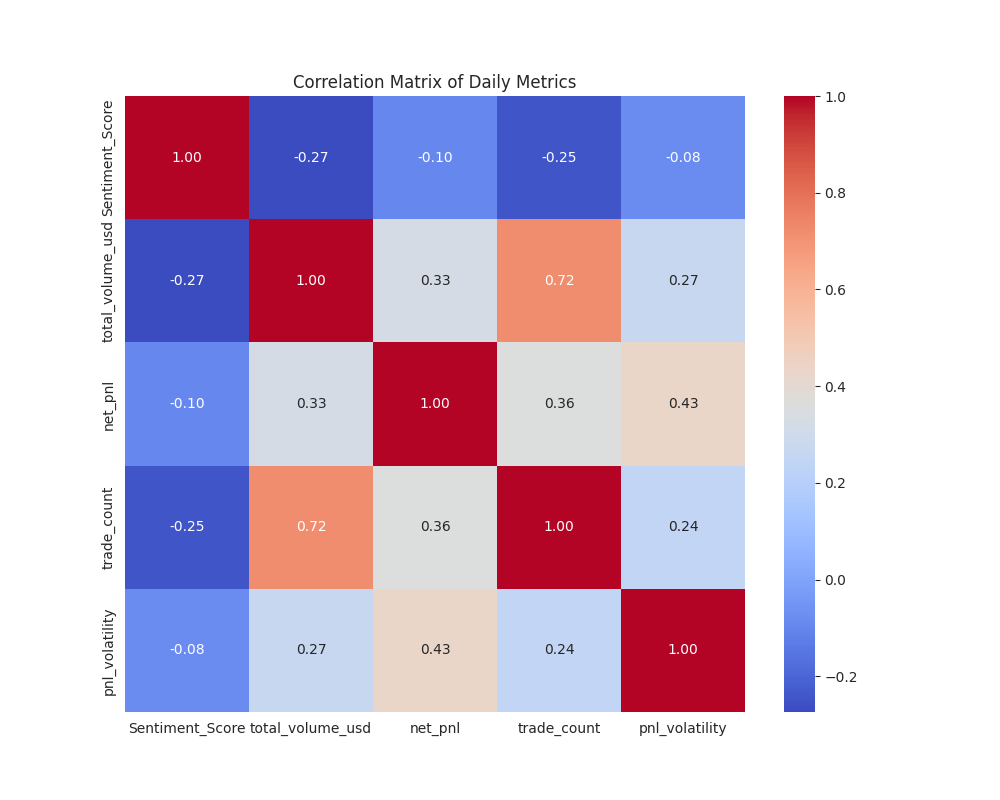 Correlation Matrix of Daily Metrics
Sentiment_Score
1.00 -0.27 -0.10 -0.25 -0.08
total_volume_usd
-0.27 1.00 0.33 0.72 0.27
net_pnl
-0.10 0.33 1.00 0.36 0.43
trade_count
-0.25 0.72 0.36 1.00 0.24
pnl_volatility
-0.08 0.27 0.43 0.24 1.00
Sentiment_Score total_volume_usd net_pnl trade_count pnl_volatility
1.0
0.8
0.6
0.4
0.2
0.0
−0.2